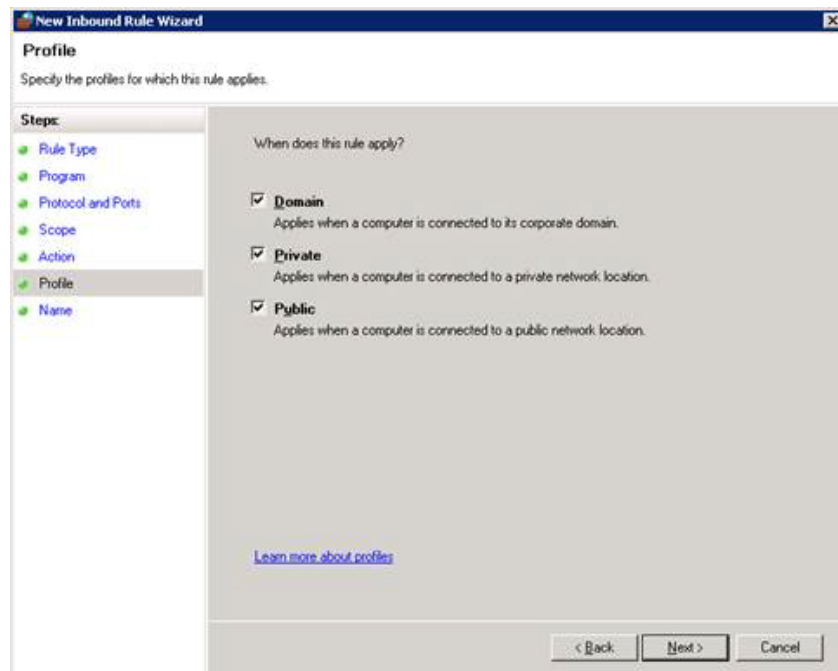 New Inbound Rule Wizard
Profile
Specify the profiles for which this rule applies.
Steps:
Rule Type
Program
Protocol and Ports
Scope
Action
Profile
Name
When does this rule apply?
Domain
Applies when a computer is connected to its corporate domain.
Private
Applies when a computer is connected to a private network location.
Public
Applies when a computer is connected to a public network location.
Learn more about profiles
< Back
Next >
Cancel